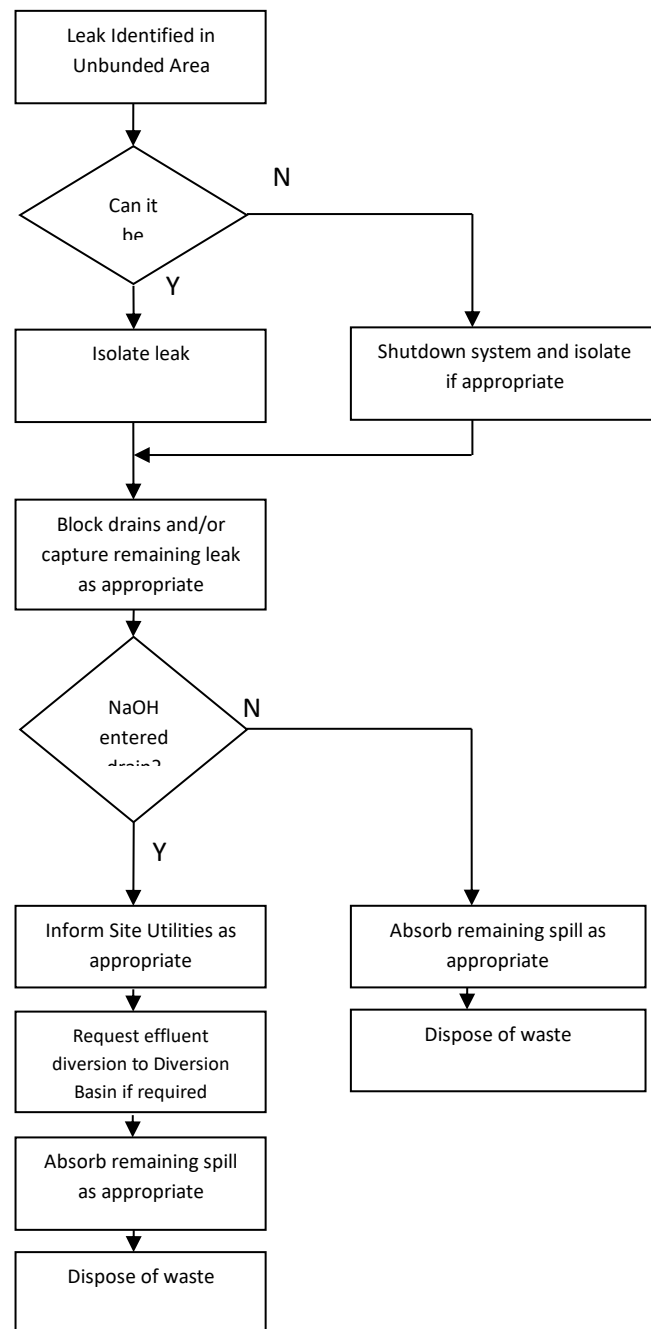 Leak Identified in
Unbunded Area
Can it
be
N
Y
Isolate leak
Shutdown system and isolate
if appropriate
Block drains and/or
capture remaining leak
as appropriate
NaOH
entered
drain?
N
Y
Inform Site Utilities as
appropriate
Absorb remaining spill as
appropriate
Request effluent
diversion to Diversion
Basin if required
Dispose of waste
Absorb remaining spill
as appropriate
Dispose of waste